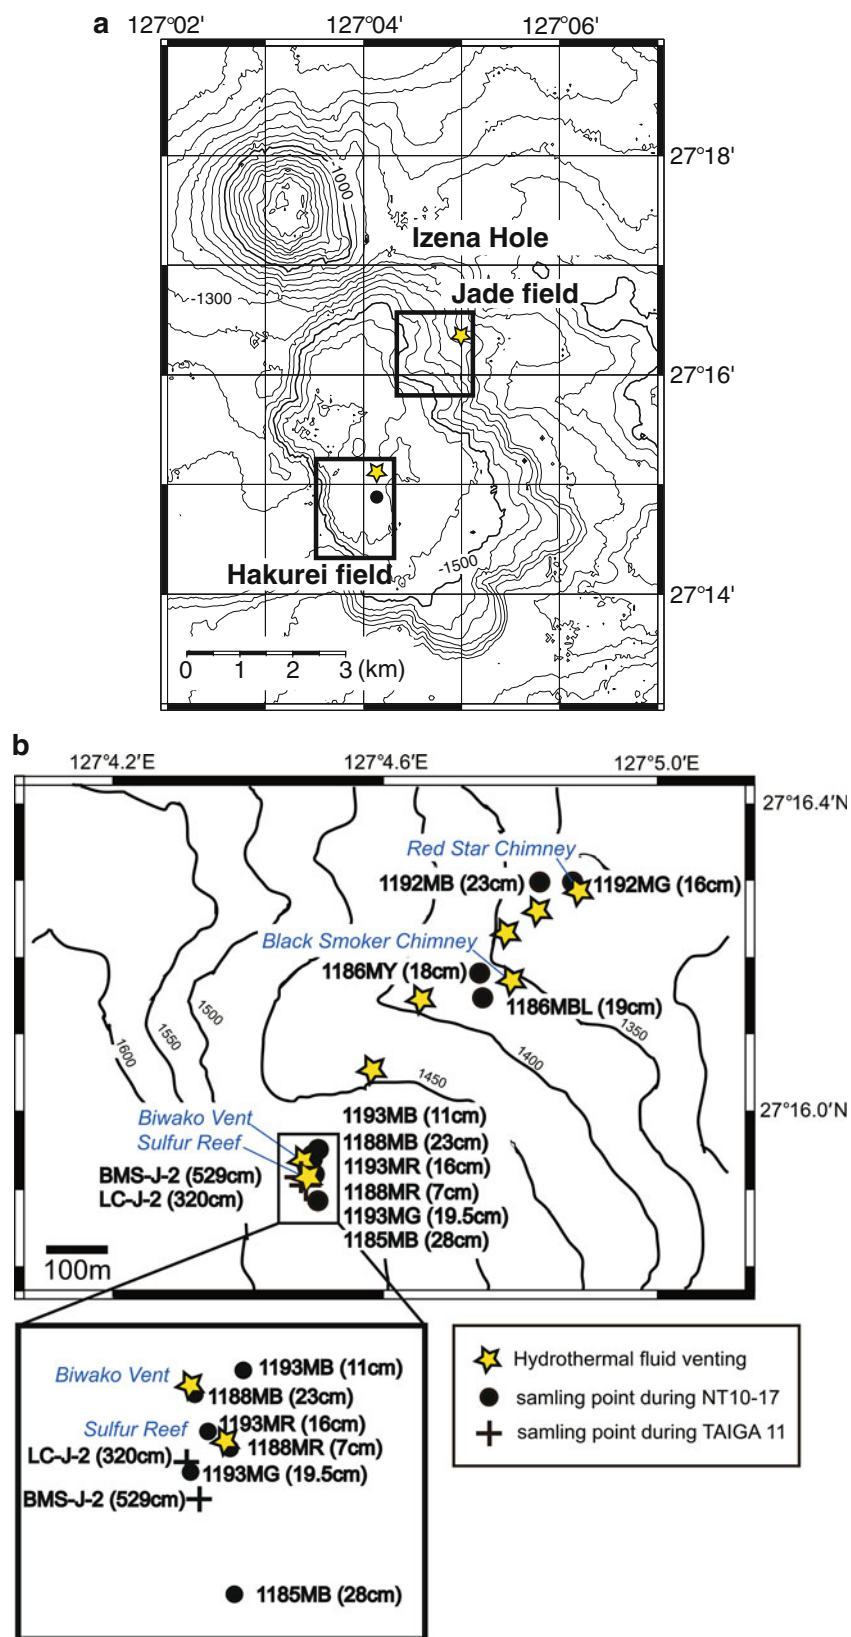 a 127°02' 127°04' 127°06'
-1000
27°18'
Izena Hole
Jade field
-1300
27°16'
-1500
Hakurei field
27°14'
0 1 2 3 (km)
b
127°4.2'E 127°4.6'E 127°5.0'E
27°16.4'N
Red Star Chimney
1192MB (23cm) 1192MG (16cm)
Black Smoker Chimney
1186MY (18cm)
1186MBL (19cm)
1600 1550 1500 1450 1400 1350
27°16.0'N
Biwako Vent
Sulfur Reef
BMS-J-2 (529cm)
LC-J-2 (320cm)
1193MB (11cm)
1188MB (23cm)
1193MR (16cm)
1188MR (7cm)
1193MG (19.5cm)
1185MB (28cm)
100m
Biwako Vent
1193MB (11cm)
1188MB (23cm)
Sulfur Reef
1193MR (16cm)
1188MR (7cm)
LC-J-2 (320cm)
1193MG (19.5cm)
BMS-J-2 (529cm)
1185MB (28cm)
Hydrothermal fluid venting
samling point during NT10-17
samling point during TAIGA 11